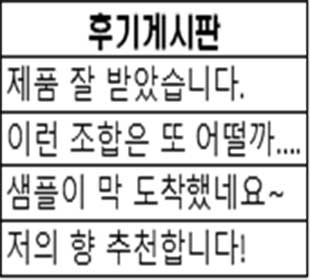 후기게시판
제품 잘 받았습니다.
이런 조합은 또 어떨까....
샘플이 막 도착했네요~
저의 향 추천합니다!